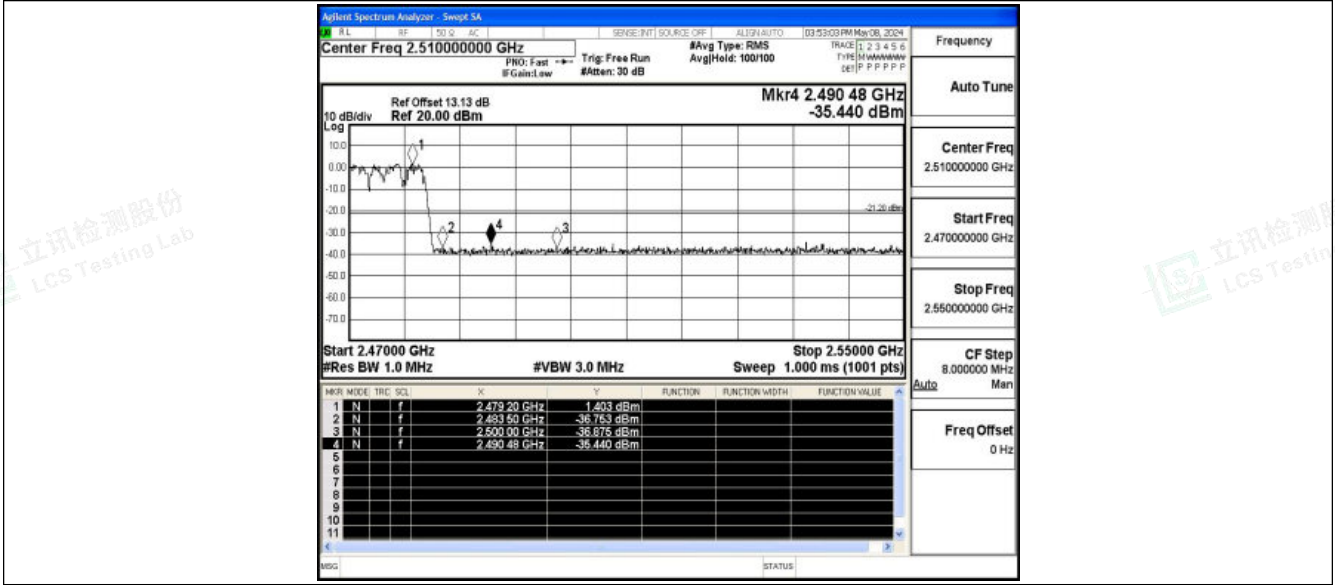 Agilent Spectrum Analyzer - Swept SA
RL RF 50 Ω AC SENSE:INT SOURCE OFF ALIGN AUTO 03:53:03 PM May 08, 2024
Center Freq 2.510000000 GHz
PNO: Fast
IFGain:Low
Trig: Free Run
#Atten: 30 dB
#Avg Type: RMS
Avg|Hold: 100/100
TRACE 1 2 3 4 5 6
TYPE M WWWWW
DET P P P P P P
Frequency
Auto Tune
Mkr4 2.490 48 GHz
-35.440 dBm
Ref Offset 13.13 dB
10 dB/div Ref 20.00 dBm
Log
10.0
0.00
-10.0
-20.0
-30.0
-40.0
-50.0
-60.0
-70.0
1
2
4
3
-21.20 dBm
Center Freq
2.510000000 GHz
Start Freq
2.470000000 GHz
Stop Freq
2.550000000 GHz
CF Step
8.000000 MHz
Auto Man
Freq Offset
0 Hz
Start 2.47000 GHz Stop 2.55000 GHz
#Res BW 1.0 MHz #VBW 3.0 MHz Sweep 1.000 ms (1001 pts)
MKR MODE TRC SCL X Y FUNCTION FUNCTION WIDTH FUNCTION VALUE
1 N f 2.479 20 GHz 1.403 dBm
2 N f 2.483 50 GHz -36.753 dBm
3 N f 2.500 00 GHz -36.875 dBm
4 N f 2.490 48 GHz -35.440 dBm
5
6
7
8
9
10
11
MSG STATUS
立讯检测股份
LCS Testing Lab
LCS
立讯检测
LCS Testin